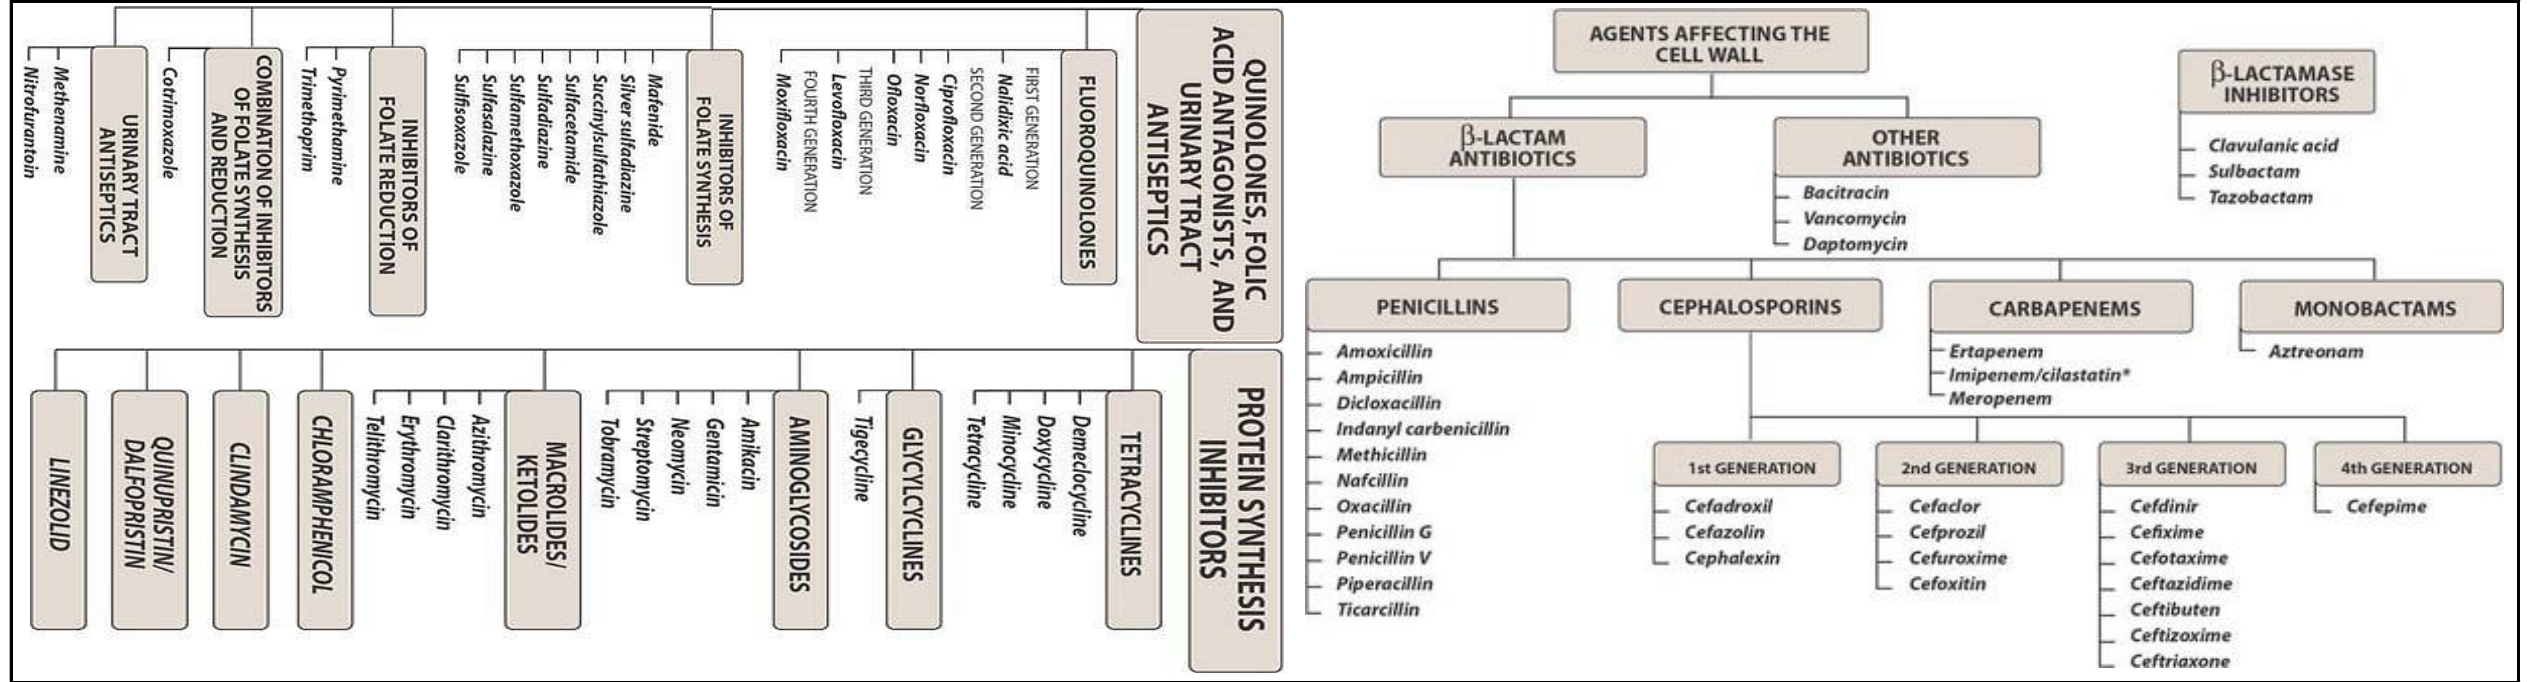 QUINOLONES, FOLIC
ACID ANTAGONISTS, AND
URINARY TRACT
ANTISEPTICS
FLUOROQUINOLONES
FIRST GENERATION
Nalidixic acid
SECOND GENERATION
Ciprofloxacin
Norfloxacin
Ofloxacin
THIRD GENERATION
Levofloxacin
FOURTH GENERATION
Moxifloxacin
INHIBITORS OF
FOLATE SYNTHESIS
Mafenide
Silver sulfadiazine
Succinylsulfathiazole
Sulfacetamide
Sulfadiazine
Sulfamethoxazole
Sulfasalazine
Sulfisoxazole
INHIBITORS OF
FOLATE REDUCTION
Pyrimethamine
Trimethoprim
COMBINATION OF INHIBITORS
OF FOLATE SYNTHESIS
AND REDUCTION
Cotrimoxazole
URINARY TRACT
ANTISEPTICS
Methenamine
Nitrofurantoin
PROTEIN SYNTHESIS
INHIBITORS
TETRACYCLINES
Demeclocycline
Doxycycline
Minocycline
Tetracycline
GLYCYLCYCLINES
Tigecycline
AMINOGLYCOSIDES
Amikacin
Gentamicin
Neomycin
Streptomycin
Tobramycin
MACROLIDES/
KETOLIDES
Azithromycin
Clarithromycin
Erythromycin
Telithromycin
CHLORAMPHENICOL
CLINDAMYCIN
QUINUPRISTIN/
DALFOPRISTIN
LINEZOLID
AGENTS AFFECTING THE
CELL WALL
β-LACTAMASE
INHIBITORS
Clavulanic acid
Sulbactam
Tazobactam
β-LACTAM
ANTIBIOTICS
OTHER
ANTIBIOTICS
Bacitracin
Vancomycin
Daptomycin
PENICILLINS
Amoxicillin
Ampicillin
Dicloxacillin
Indanyl carbenicillin
Methicillin
Nafcillin
Oxacillin
Penicillin G
Penicillin V
Piperacillin
Ticarcillin
CEPHALOSPORINS
CARBAPENEMS
Ertapenem
Imipenem/cilastatin*
Meropenem
MONOBACTAMS
Aztreonam
1st GENERATION
Cefadroxil
Cefazolin
Cephalexin
2nd GENERATION
Cefaclor
Cefprozil
Cefuroxime
Cefoxitin
3rd GENERATION
Cefdinir
Cefixime
Cefotaxime
Ceftazidime
Ceftibuten
Ceftizoxime
Ceftriaxone
4th GENERATION
Cefepime